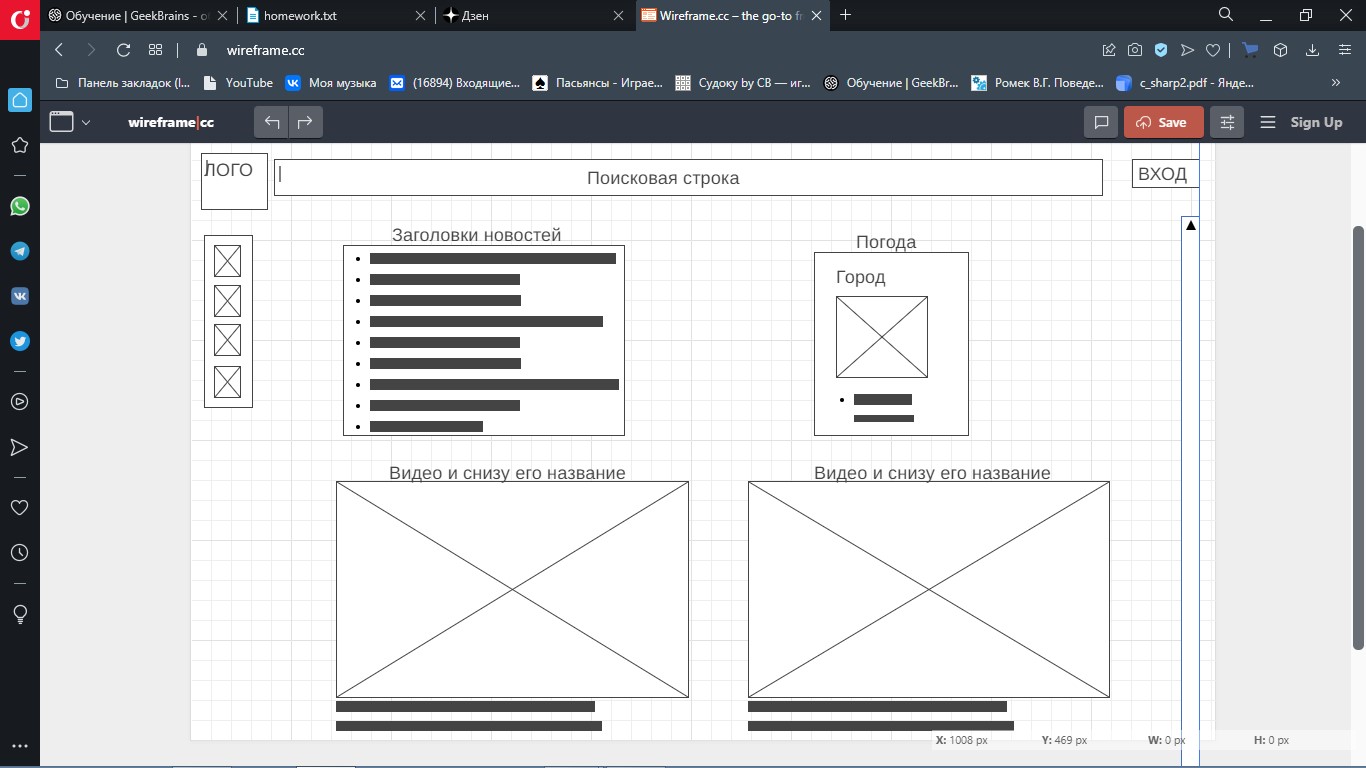 Обучение | GeekBrains - о
homework.txt
Дзен
Wireframe.cc – the go-to f
wireframe.cc
Панель закладок (I...
YouTube
Моя музыка
(16894) Входящие...
Пасьянсы - Играе...
Судоку by СВ — иг...
Обучение | GeekBr...
Ромек В.Г. Поведе...
c_sharp2.pdf - Янде...
wireframe|cc
Save
Sign Up
ЛОГО
Поисковая строка
ВХОД
Заголовки новостей
Погода
Город
Видео и снизу его название
Видео и снизу его название
X: 1008 px
Y: 469 px
W: 0 px
H: 0 px